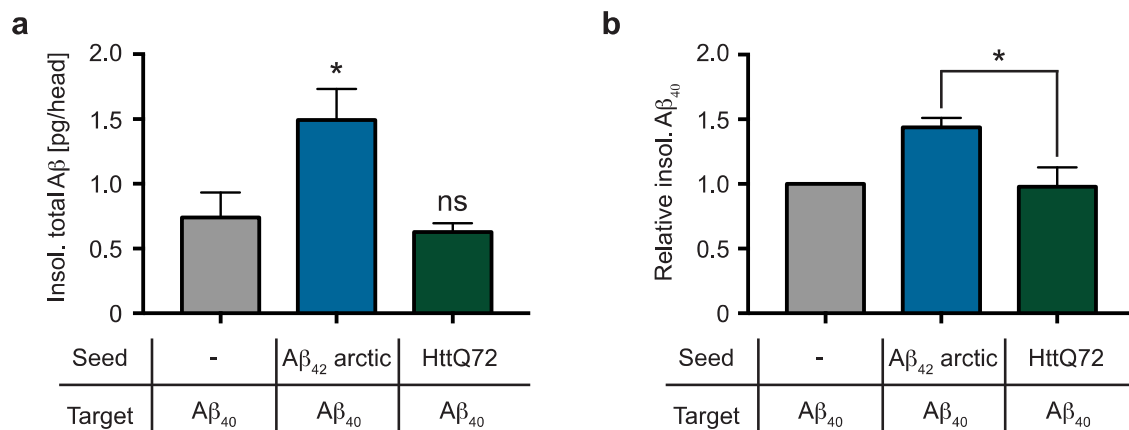 a
Insol. total Aβ [pg/head]
2.0
1.5
1.0
0.5
0
*
ns
Seed - Aβ42 arctic HttQ72
Target Aβ40 Aβ40 Aβ40
b
Relative insol. Aβ40
2.0
1.5
1.0
0.5
0
*
Seed - Aβ42 arctic HttQ72
Target Aβ40 Aβ40 Aβ40